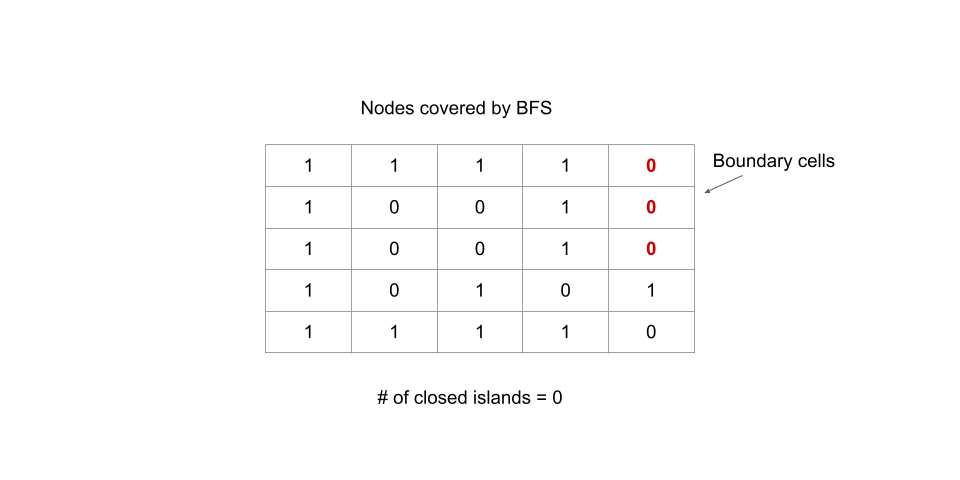 Nodes covered by BFS
1 1 1 1 0
Boundary cells
1 0 0 1 0
1 0 0 1 0
1 0 1 0 1
1 1 1 1 0
# of closed islands = 0